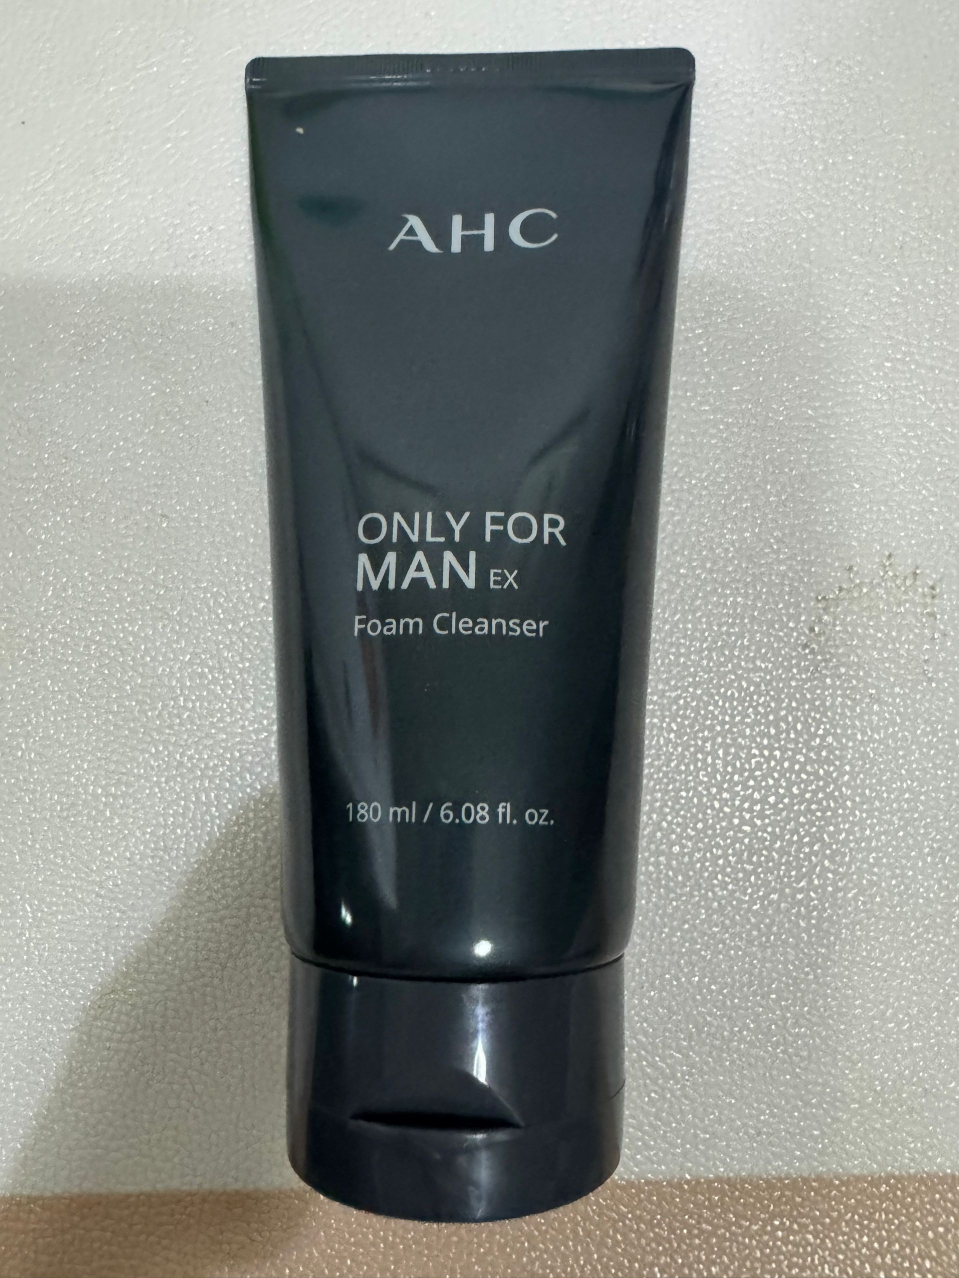 AHC
ONLY FOR
MAN EX
Foam Cleanser
180 ml / 6.08 fl. oz.